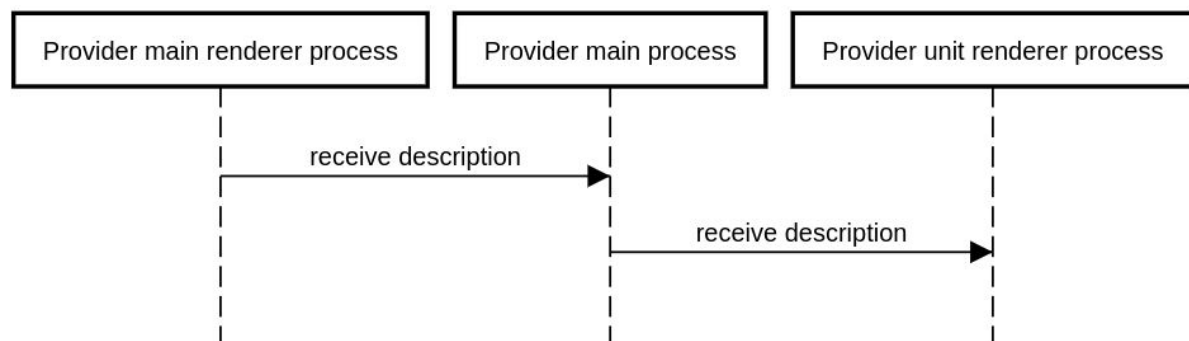 Provider main renderer process
Provider main process
Provider unit renderer process
receive description
receive description